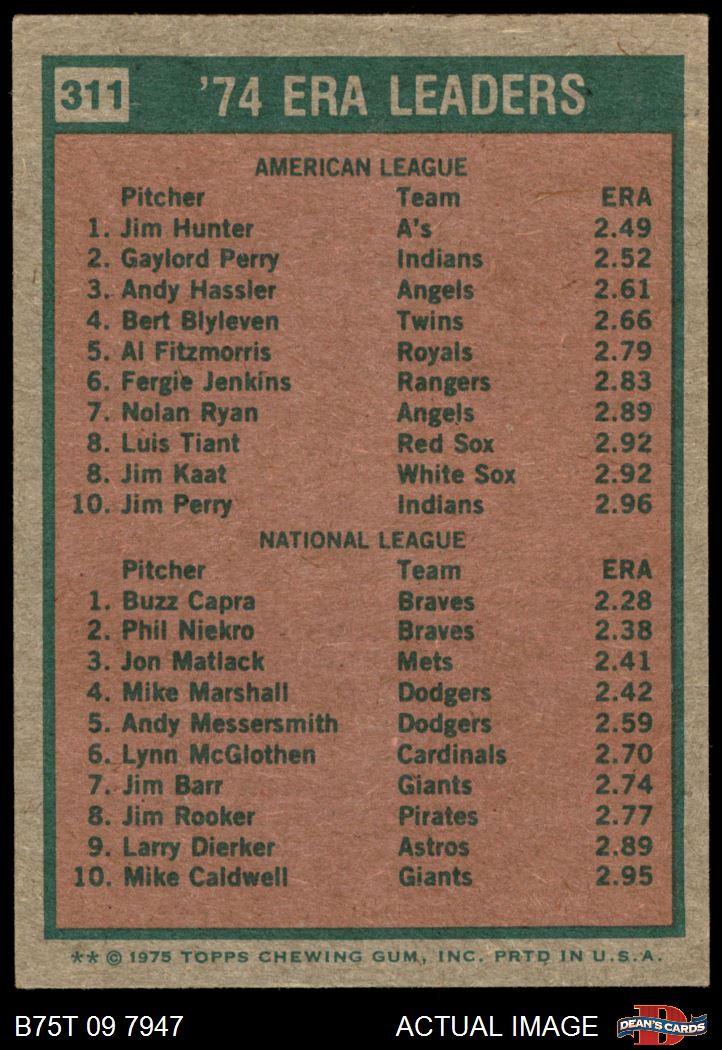 311 '74 ERA LEADERS
AMERICAN LEAGUE
Pitcher Team ERA
1. Jim Hunter A's 2.49
2. Gaylord Perry Indians 2.52
3. Andy Hassler Angels 2.61
4. Bert Blyleven Twins 2.66
5. Al Fitzmorris Royals 2.79
6. Fergie Jenkins Rangers 2.83
7. Nolan Ryan Angels 2.89
8. Luis Tiant Red Sox 2.92
8. Jim Kaat White Sox 2.92
10. Jim Perry Indians 2.96
NATIONAL LEAGUE
Pitcher Team ERA
1. Buzz Capra Braves 2.28
2. Phil Niekro Braves 2.38
3. Jon Matlack Mets 2.41
4. Mike Marshall Dodgers 2.42
5. Andy Messersmith Dodgers 2.59
6. Lynn McGlothen Cardinals 2.70
7. Jim Barr Giants 2.74
8. Jim Rooker Pirates 2.77
9. Larry Dierker Astros 2.89
10. Mike Caldwell Giants 2.95
** © 1975 TOPPS CHEWING GUM, INC. PRTD IN U.S.A.
B75T 09 7947 ACTUAL IMAGE D DEAN'S CARDS